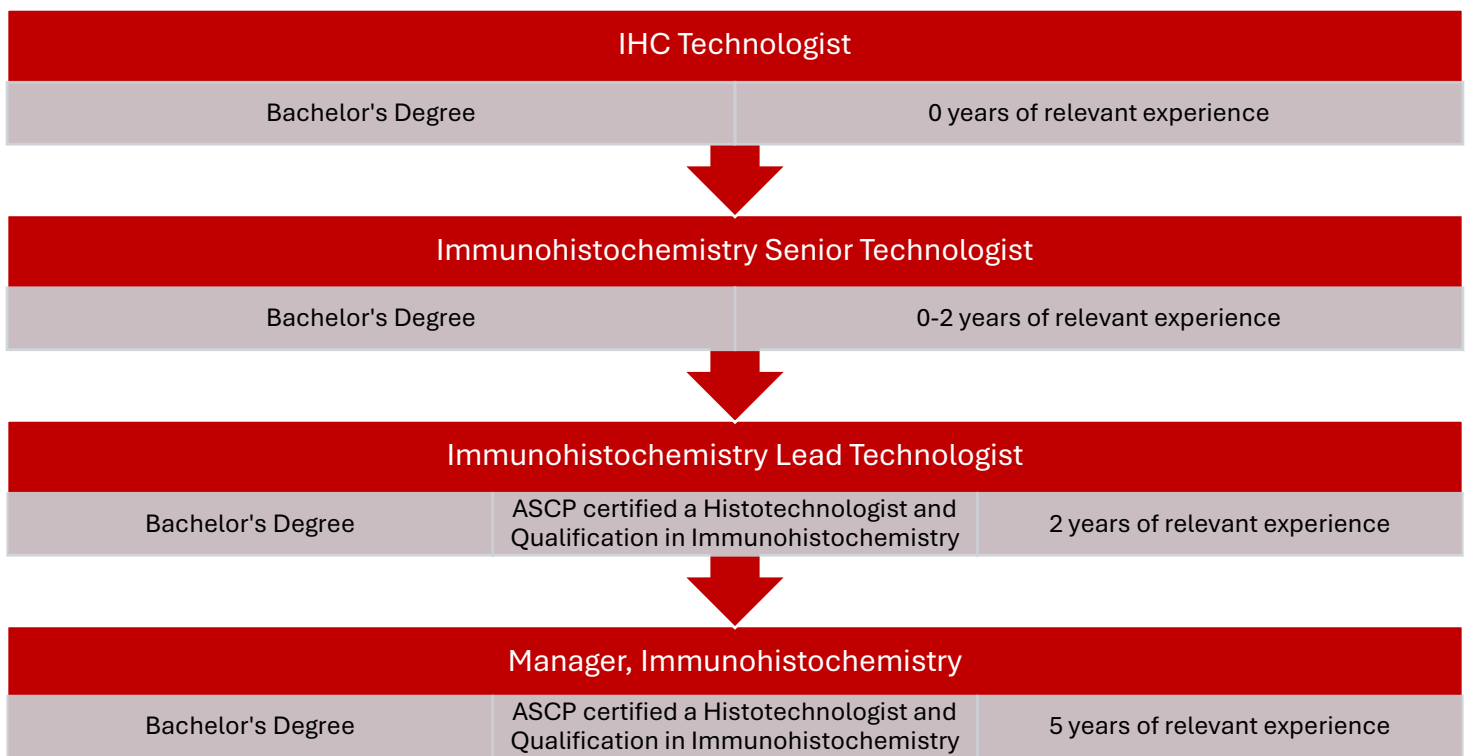 IHC Technologist
Bachelor's Degree
0 years of relevant experience
Immunohistochemistry Senior Technologist
Bachelor's Degree
0-2 years of relevant experience
Immunohistochemistry Lead Technologist
Bachelor's Degree
ASCP certified a Histotechnologist and
Qualification in Immunohistochemistry
2 years of relevant experience
Manager, Immunohistochemistry
Bachelor's Degree
ASCP certified a Histotechnologist and
Qualification in Immunohistochemistry
5 years of relevant experience